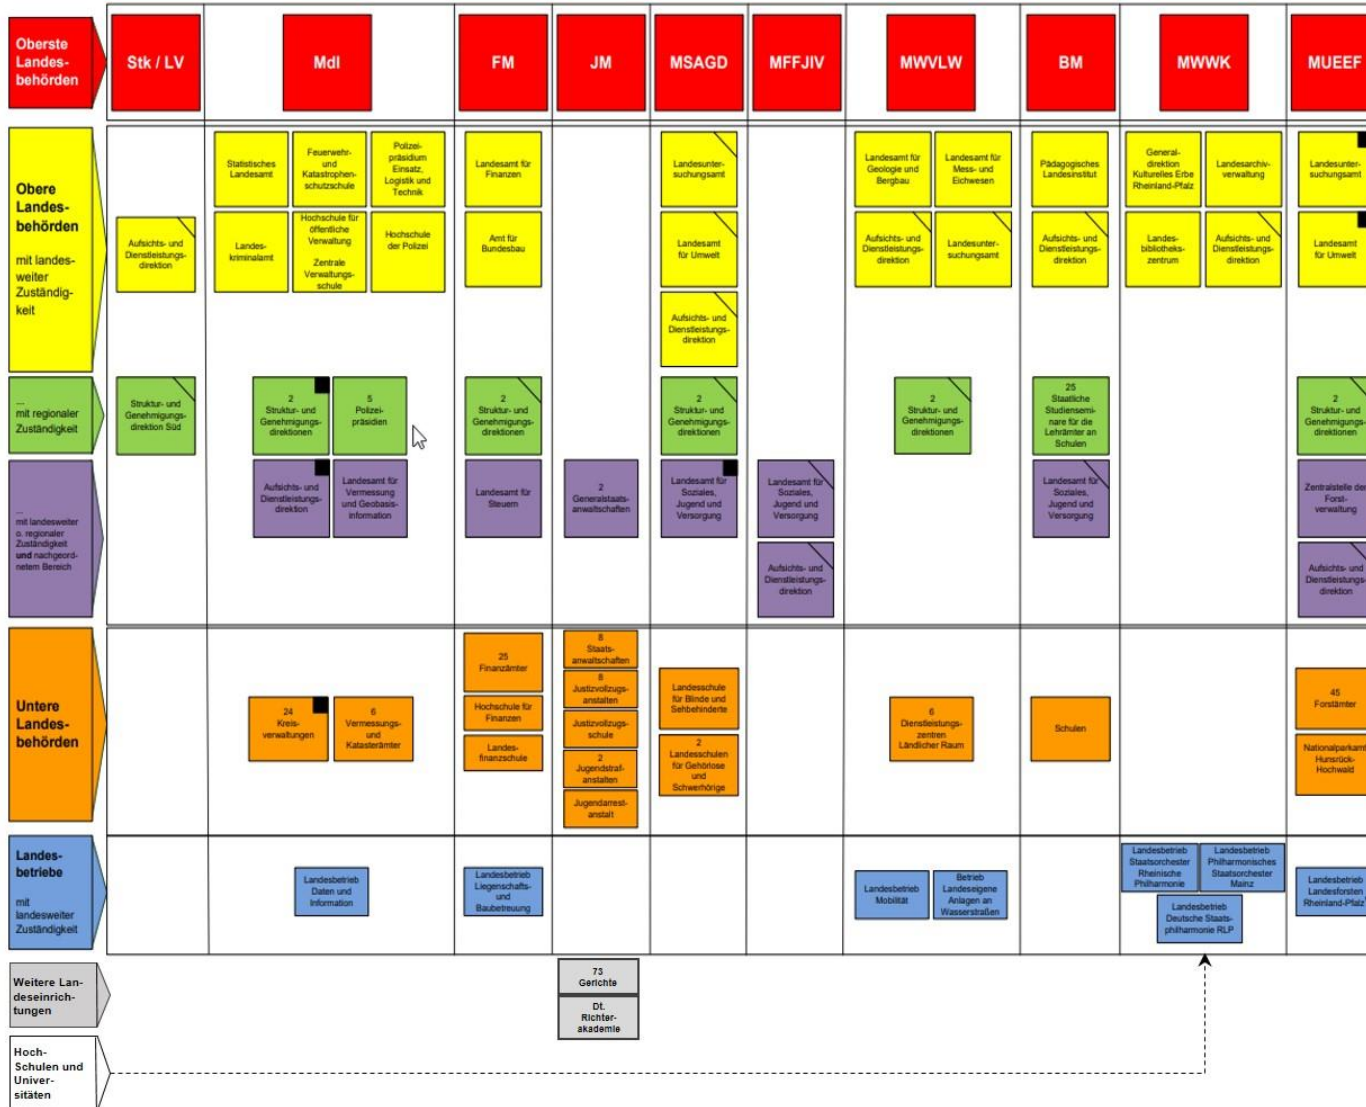 Oberste
Landes-
behörden
Stk / LV
MdI
FM
JM
MSAGD
MFFJIV
MWVLW
BM
MWWK
MUEEF
Obere
Landes-
behörden
mit landes-
weiter
Zuständig-
keit
Aufsichts- und
Dienstleistungs-
direktion
Statistisches
Landesamt
Feuerwehr-
und
Katastrophen-
schutzschule
Polizei-
präsidium
Einsatz,
Logistik und
Technik
Landes-
kriminalamt
Hochschule für
öffentliche
Verwaltung
Zentrale
Verwaltungs-
schule
Hochschule
der Polizei
Landesamt für
Finanzen
Amt für
Bundesbau
Landesunter-
suchungsamt
Landesamt
für Umwelt
Aufsichts- und
Dienstleistungs-
direktion
Landesamt für
Geologie und
Bergbau
Landesamt für
Mess- und
Eichwesen
Aufsichts- und
Dienstleistungs-
direktion
Landesunter-
suchungsamt
Pädagogisches
Landesinstitut
Aufsichts- und
Dienstleistungs-
direktion
General-
direktion
Kulturelles Erbe
Rheinland-Pfalz
Landesarchiv-
verwaltung
Landes-
bibliotheks-
zentrum
Aufsichts- und
Dienstleistungs-
direktion
Landesunter-
suchungsamt
Landesamt
für Umwelt
...
mit regionaler
Zuständigkeit
Struktur- und
Genehmigungs-
direktion Süd
2
Struktur- und
Genehmigungs-
direktionen
5
Polizei-
präsidien
2
Struktur- und
Genehmigungs-
direktionen
2
Struktur- und
Genehmigungs-
direktionen
2
Struktur- und
Genehmigungs-
direktionen
25
Staatliche
Studiensemi-
nare für die
Lehrämter an
Schulen
2
Struktur- und
Genehmigungs-
direktionen
...
mit landesweiter
o. regionaler
Zuständigkeit
und nachgeord-
netem Bereich
Aufsichts- und
Dienstleistungs-
direktion
Landesamt für
Vermessung
und Geobasis-
information
Landesamt für
Steuern
2
Generalstaats-
anwaltschaften
Landesamt für
Soziales,
Jugend und
Versorgung
Landesamt für
Soziales,
Jugend und
Versorgung
Aufsichts- und
Dienstleistungs-
direktion
Landesamt für
Soziales,
Jugend und
Versorgung
Zentralstelle der
Forst-
verwaltung
Aufsichts- und
Dienstleistungs-
direktion
Untere
Landes-
behörden
24
Kreis-
verwaltungen
6
Vermessungs-
und
Katasterämter
25
Finanzämter
Hochschule für
Finanzen
Landes-
finanzschule
8
Staats-
anwaltschaften
8
Justizvollzugs-
anstalten
Justizvollzugs-
schule
2
Jugendstraf-
anstalten
Jugendarrest-
anstalt
Landesschule
für Blinde und
Sehbehinderte
2
Landesschulen
für Gehörlose
und
Schwerhörige
6
Dienstleistungs-
zentren
Ländlicher Raum
Schulen
45
Forstämter
Nationalparkamt
Hunsrück-
Hochwald
Landes-
betriebe
mit
landesweiter
Zuständigkeit
Landesbetrieb
Daten und
Information
Landesbetrieb
Liegenschafts-
und
Baubetreuung
Landesbetrieb
Mobilität
Betrieb
Landeseigene
Anlagen an
Wasserstraßen
Landesbetrieb
Staatsorchester
Rheinische
Philharmonie
Landesbetrieb
Philharmonisches
Staatsorchester
Mainz
Landesbetrieb
Deutsche Staats-
philharmonie RLP
Landesbetrieb
Landesforsten
Rheinland-Pfalz
Weitere Lan-
deseinrich-
tungen
73
Gerichte
Dt.
Richter-
akademie
Hoch-
Schulen und
Univer-
sitäten